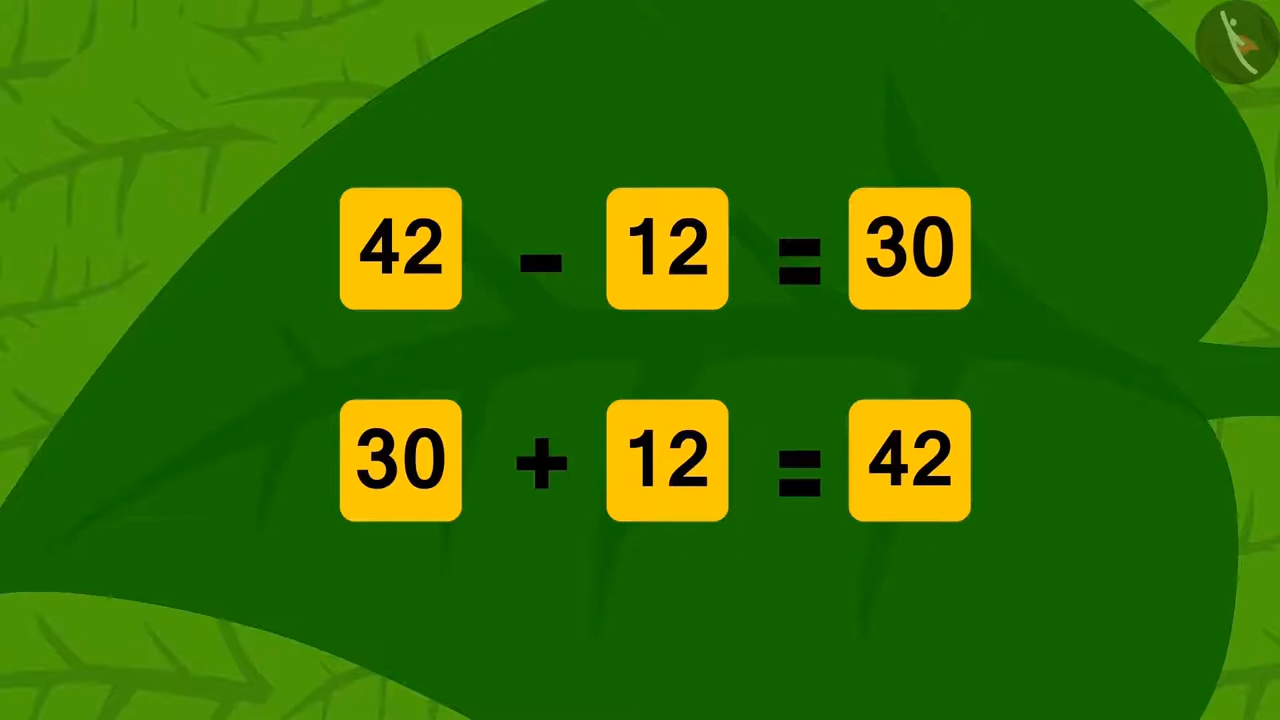 42 - 12 = 30
30 + 12 = 42